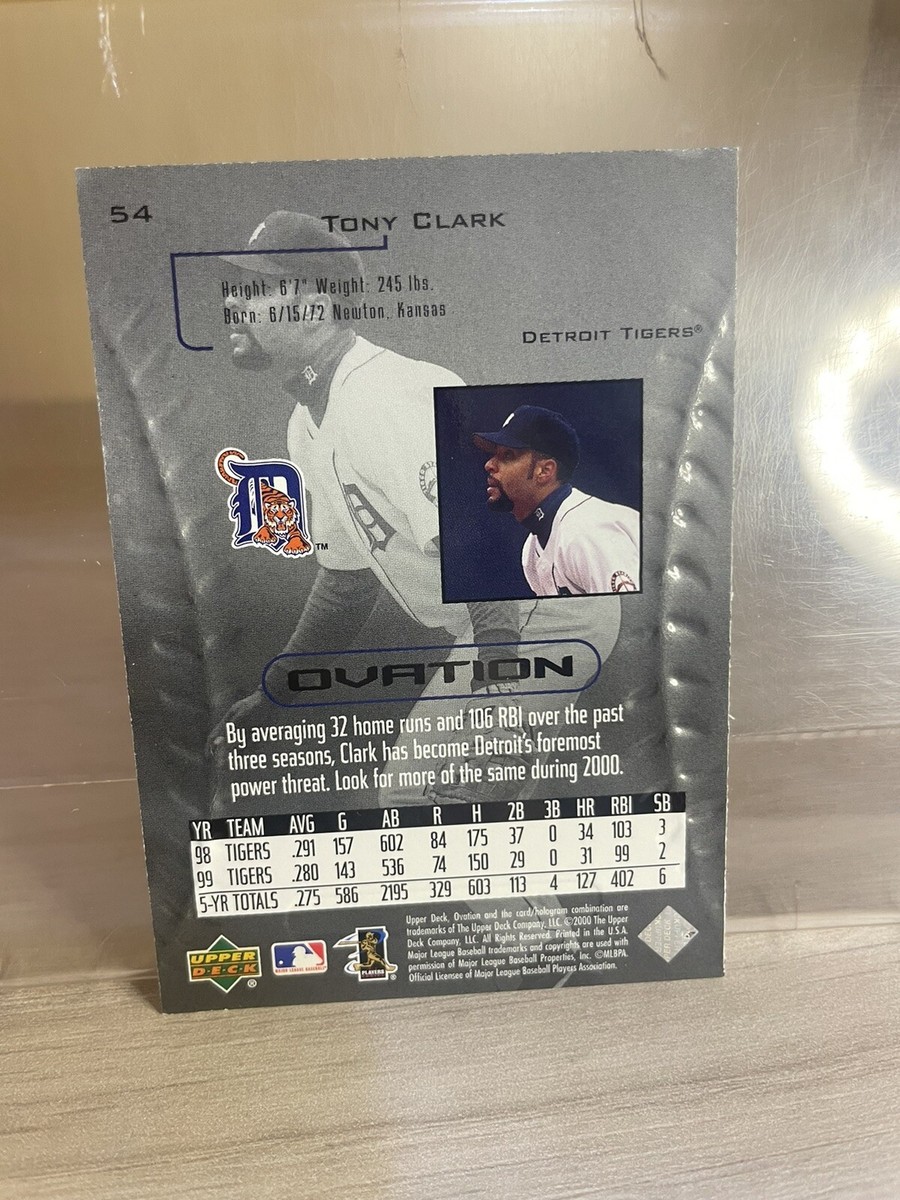 54
TONY CLARK
Height: 6'7" Weight: 245 lbs.
Born: 6/15/72 Newton, Kansas
DETROIT TIGERS®
D
TM
OVATION
By averaging 32 home runs and 106 RBI over the past
three seasons, Clark has become Detroit's foremost
power threat. Look for more of the same during 2000.
YR TEAM AVG G AB R H 2B 3B HR RBI SB
98 TIGERS .291 157 602 84 175 37 0 34 103 3
99 TIGERS .280 143 536 74 150 29 0 31 99 2
5-YR TOTALS .275 586 2195 329 603 113 4 127 402 6
Upper Deck, Ovation and the card/hologram combination are
trademarks of The Upper Deck Company, LLC. ©2000 The Upper
Deck Company, LLC. All Rights Reserved. Printed in the U.S.A.
Major League Baseball trademarks and copyrights are used with
permission of Major League Baseball Properties, Inc. ©MLBPA.
Official Licensee of Major League Baseball Players Association.
UPPER
DECK
®
MAJOR LEAGUE BASEBALL
PLAYERS
®